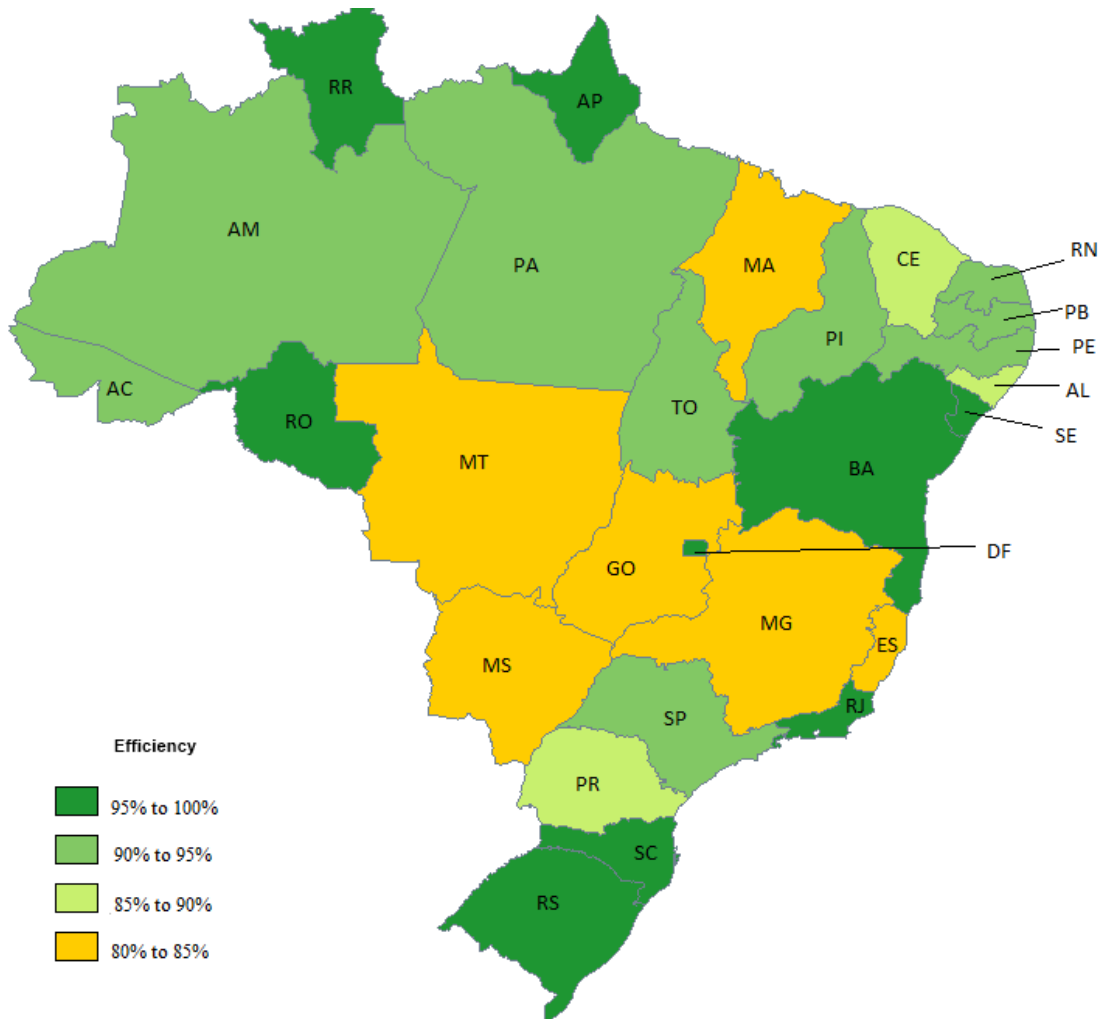 RR
AP
AM
PA
MA
CE
RN
PB
PI
PE
AC
AL
TO
RO
SE
MT
BA
DF
GO
MG
ES
MS
RJ
SP
Efficiency
PR
95% to 100%
90% to 95%
SC
85% to 90%
RS
80% to 85%